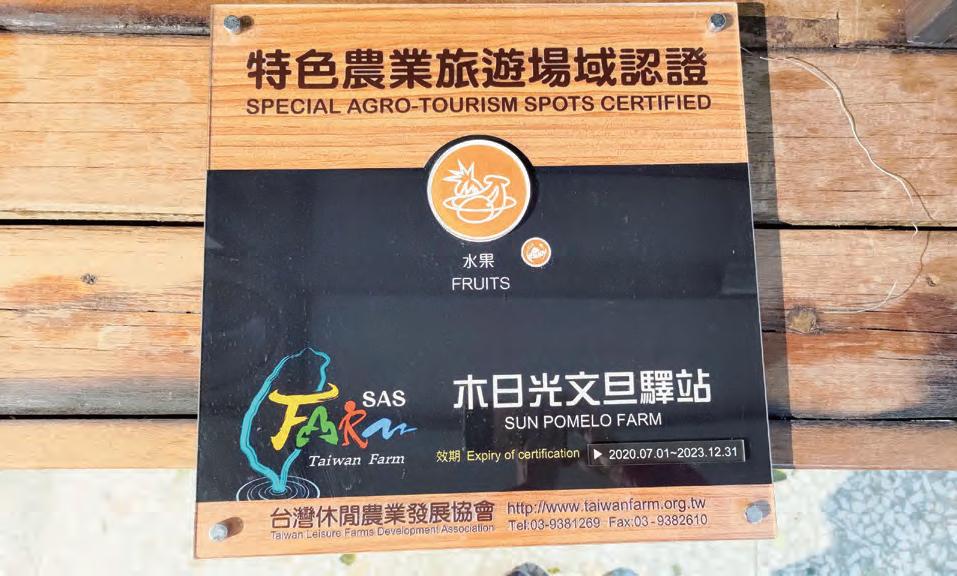 特色農業旅遊場域認證
SPECIAL AGRO-TOURISM SPOTS CERTIFIED
水果
FRUITS
SAS
FARM
Taiwan Farm
木日光文旦驛站
SUN POMELO FARM
效期 Expiry of certification ▶ 2020.07.01~2023.12.31
台灣休閒農業發展協會
Taiwan Leisure Farms Development Association
http://www.taiwanfarm.org.tw
Tel:03-9381269 Fax:03-9382610